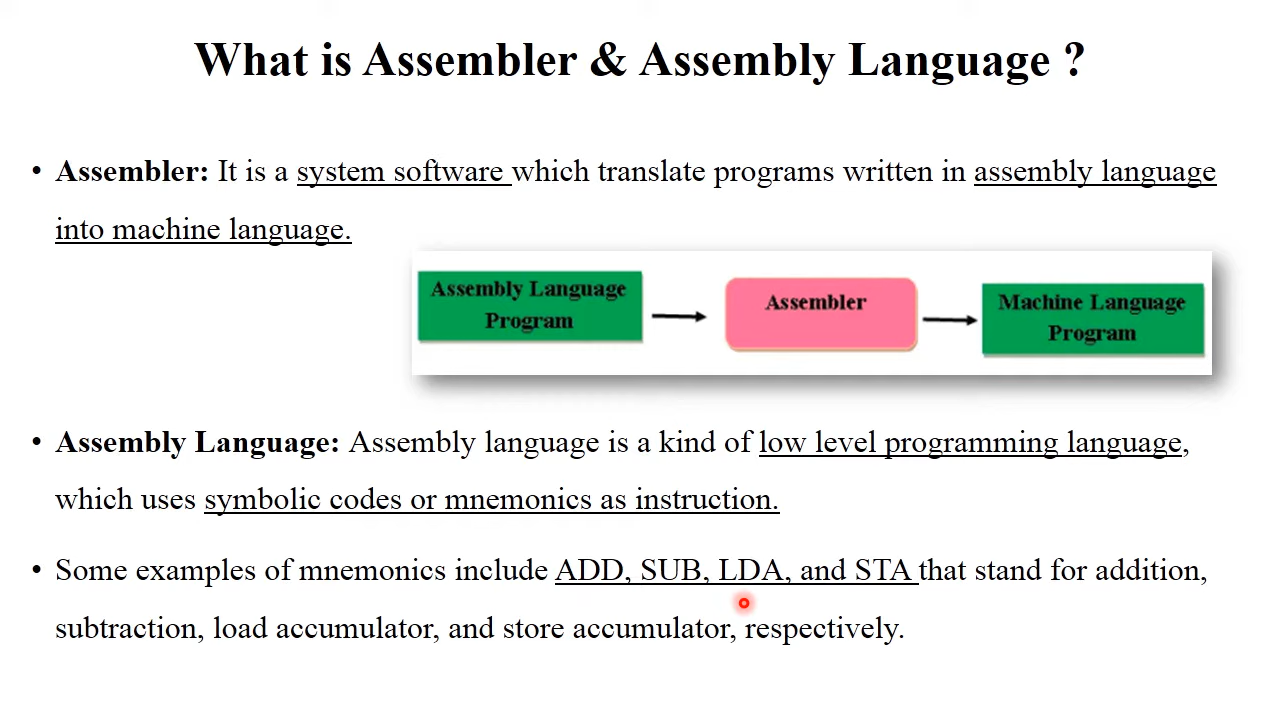 What is Assembler & Assembly Language ?
• Assembler: It is a system software which translate programs written in assembly language
into machine language.
Assembly Language
Program
Assembler
Machine Language
Program
• Assembly Language: Assembly language is a kind of low level programming language,
which uses symbolic codes or mnemonics as instruction.
• Some examples of mnemonics include ADD, SUB, LDA, and STA that stand for addition,
subtraction, load accumulator, and store accumulator, respectively.